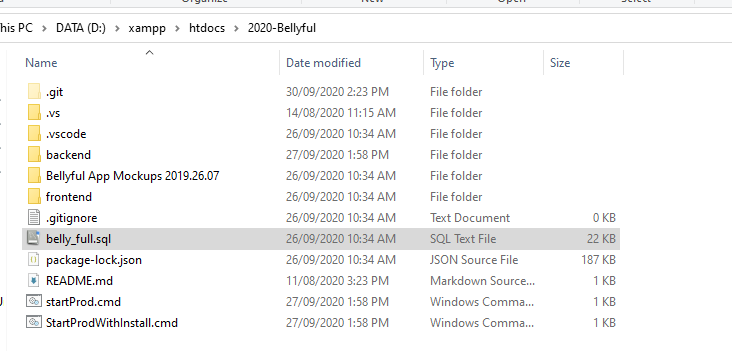 Organize New Open Select
his PC DATA (D:) xampp htdocs 2020-Bellyful
Name Date modified Type Size
.git 30/09/2020 2:23 PM File folder
.vs 14/08/2020 11:15 AM File folder
.vscode 26/09/2020 10:34 AM File folder
backend 27/09/2020 1:58 PM File folder
Bellyful App Mockups 2019.26.07 26/09/2020 10:34 AM File folder
frontend 26/09/2020 10:34 AM File folder
.gitignore 26/09/2020 10:34 AM Text Document 0 KB
belly_full.sql 26/09/2020 10:34 AM SQL Text File 22 KB
package-lock.json 26/09/2020 10:34 AM JSON Source File 187 KB
README.md 11/08/2020 3:23 PM Markdown Source... 1 KB
startProd.cmd 27/09/2020 1:58 PM Windows Comma... 1 KB
StartProdWithInstall.cmd 27/09/2020 1:58 PM Windows Comma... 1 KB